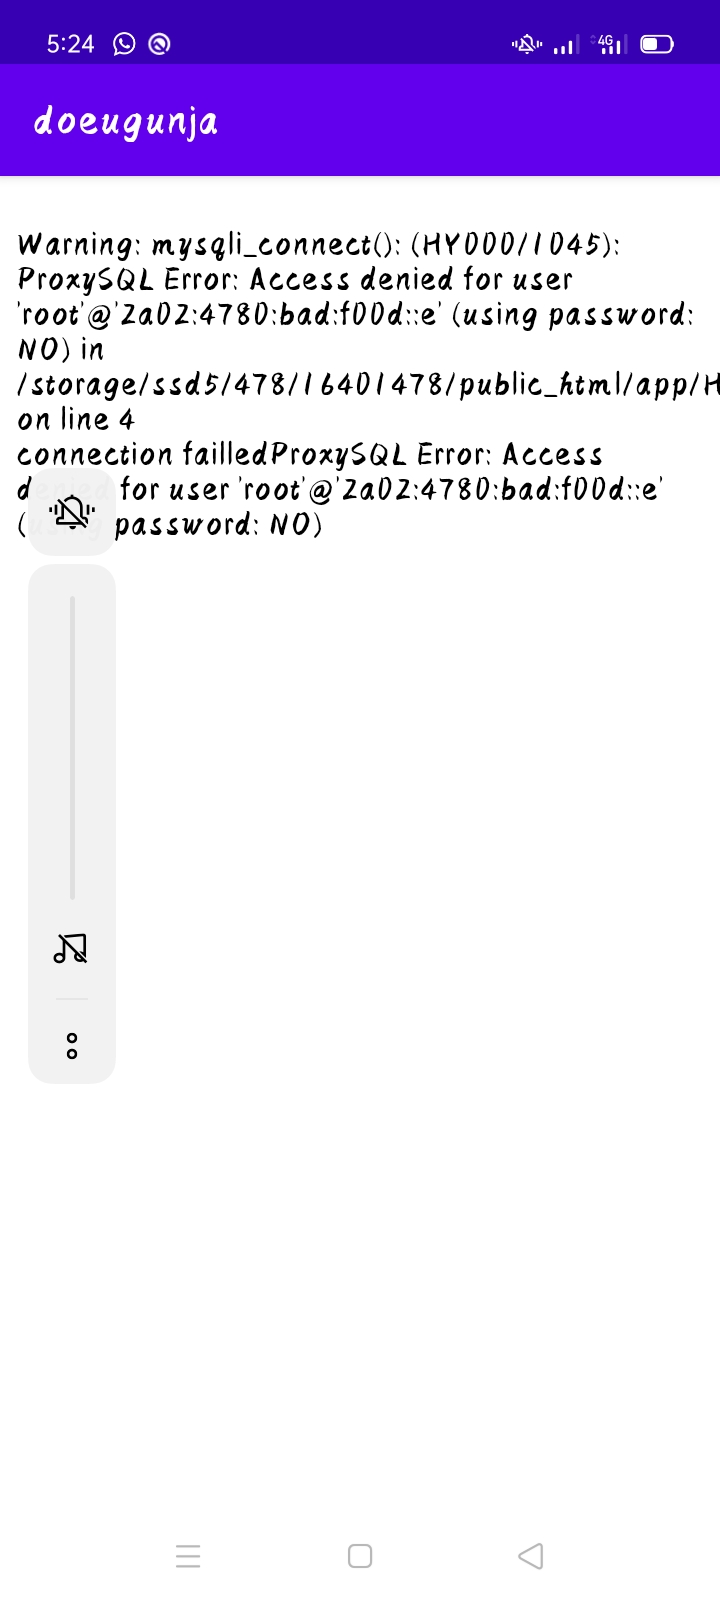 5:24
4G
doeugunja
Warning: mysqli_connect(): (HY000/1045):
ProxySQL Error: Access denied for user
'root'@'2a02:4780:bad:f00d::e' (using password:
NO) in
/storage/ssd5/478/16401478/public_html/app/H
on line 4
connection failledProxySQL Error: Access
denied for user 'root'@'2a02:4780:bad:f00d::e'
(using password: NO)